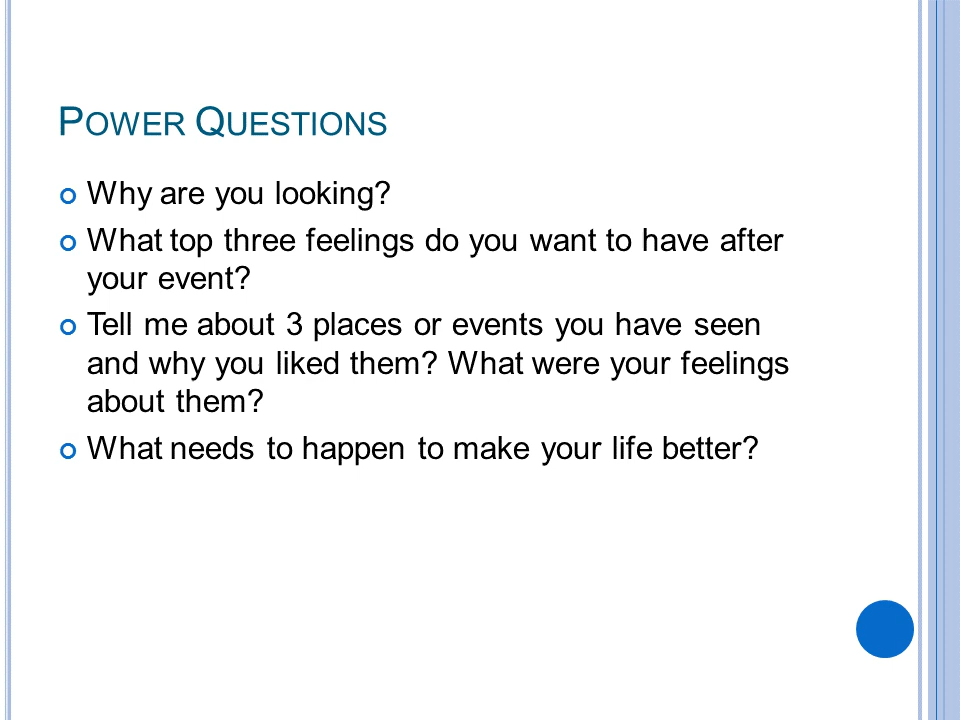 POWER QUESTIONS
Why are you looking?
What top three feelings do you want to have after
your event?
Tell me about 3 places or events you have seen
and why you liked them? What were your feelings
about them?
What needs to happen to make your life better?